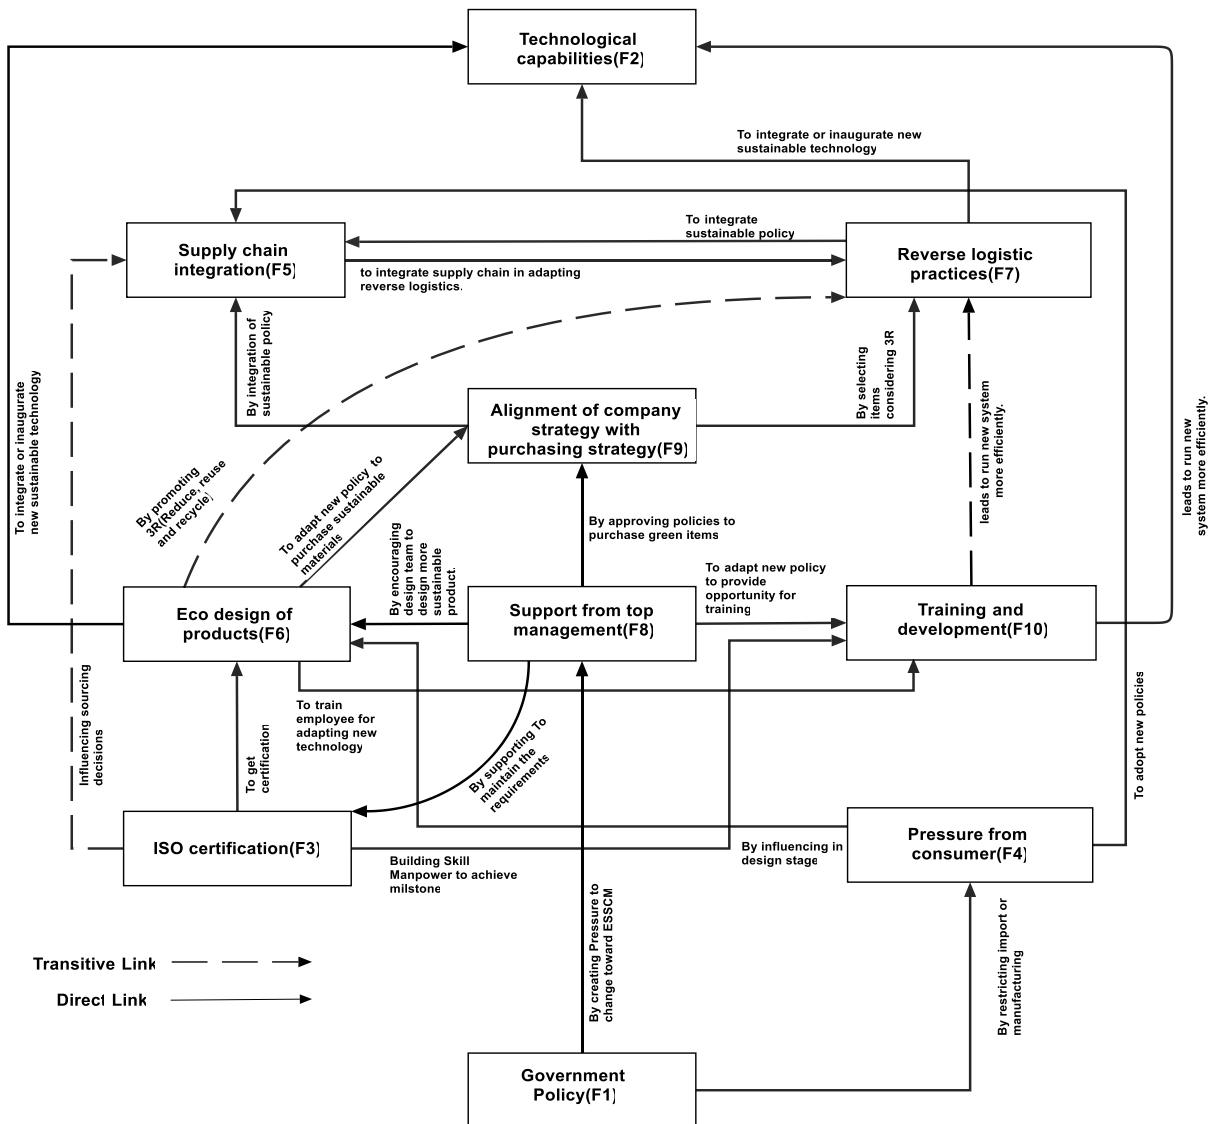 Technological
capabilities(F2)
To integrate or inaugurate new
sustainable technology
Supply chain
integration(F5)
To integrate
sustainable policy
to integrate supply chain in adapting
reverse logistics.
Reverse logistic
practices(F7)
To integrate or inaugurate
new sustainable technology
By integration of
sustainable policy
Alignment of company
strategy with
purchasing strategy(F9)
By selecting
items
considering 3R
leads to run new system
more efficiently.
leads to run new
system more efficiently.
By promoting
3R(Reduce, reuse
and recycle)
To adapt new policy to
purchase sustainable
materials
By encouraging
design team to
design more
sustainable
product.
By approving policies to
purchase green items
To adapt new policy
to provide
opportunity for
training
Eco design of
products(F6)
Support from top
management(F8)
Training and
development(F10)
Influencing sourcing
decisions
To get
certification
To train
employee for
adapting new
technology
By supporting To
maintain the
requirements
To adopt new policies
ISO certification(F3)
Building Skill
Manpower to achieve
milstone
By influencing in
design stage
Pressure from
consumer(F4)
By creating Pressure to
change toward ESSCM
By restricting import or
manufacturing
Transitive Link
Direct Link
Government
Policy(F1)